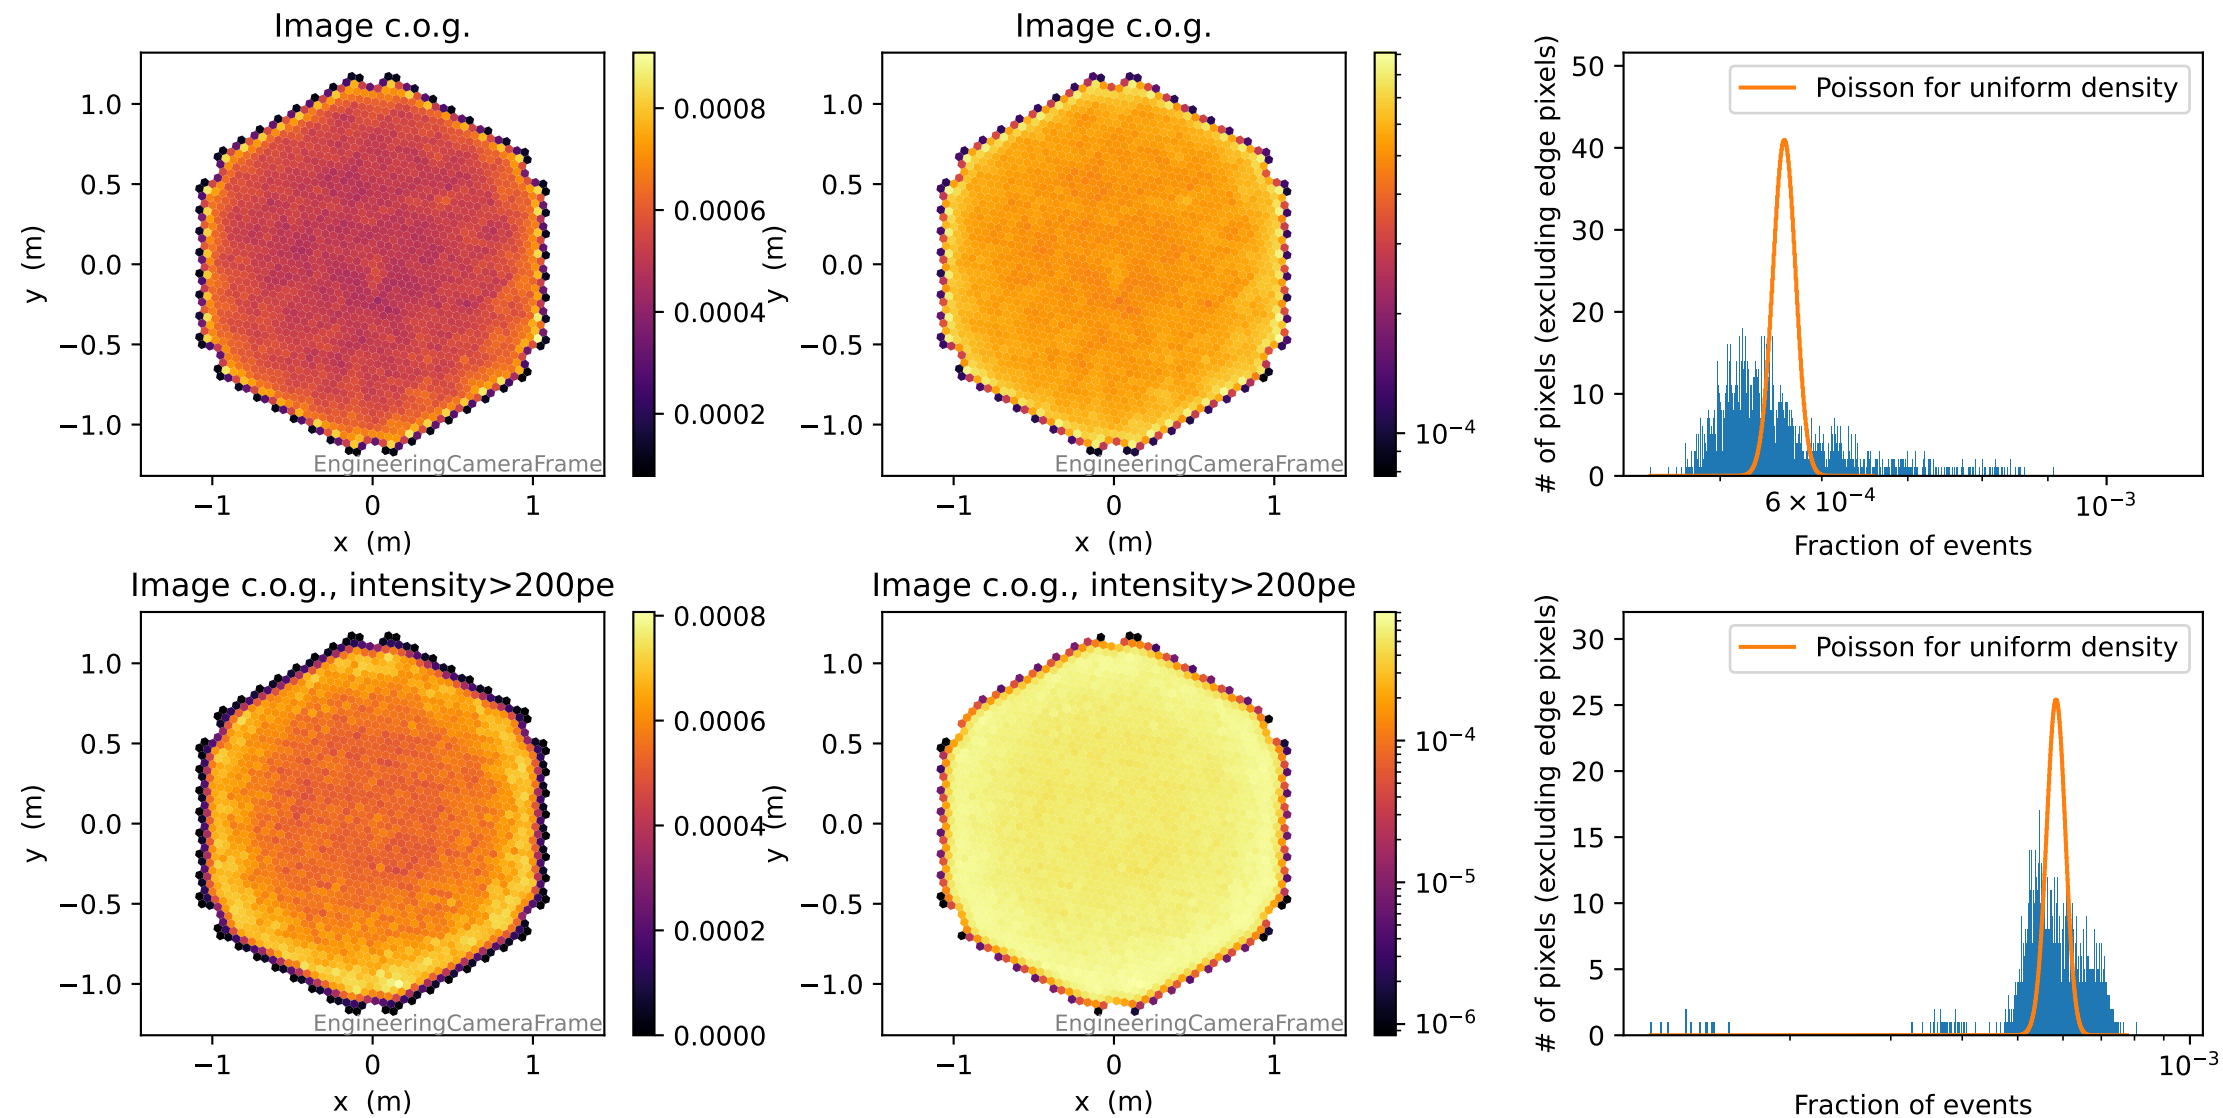 Image c.o.g.
1.0
0.5
0.0
−0.5
−1.0
y (m)
−1
0
1
x (m)
EngineeringCameraFrame
0.0008
0.0006
0.0004
0.0002
Image c.o.g.
1.0
0.5
0.0
−0.5
−1.0
y (m)
−1
0
1
x (m)
EngineeringCameraFrame
10⁻⁴
50
40
30
20
10
0
# of pixels (excluding edge pixels)
Poisson for uniform density
6 × 10⁻⁴
10⁻³
Fraction of events
Image c.o.g., intensity>200pe
1.0
0.5
0.0
−0.5
−1.0
y (m)
−1
0
1
x (m)
EngineeringCameraFrame
0.0008
0.0006
0.0004
0.0002
0.0000
Image c.o.g., intensity>200pe
1.0
0.5
0.0
−0.5
−1.0
y (m)
−1
0
1
x (m)
EngineeringCameraFrame
10⁻⁴
10⁻⁵
10⁻⁶
30
25
20
15
10
5
0
# of pixels (excluding edge pixels)
Poisson for uniform density
10⁻³
Fraction of events